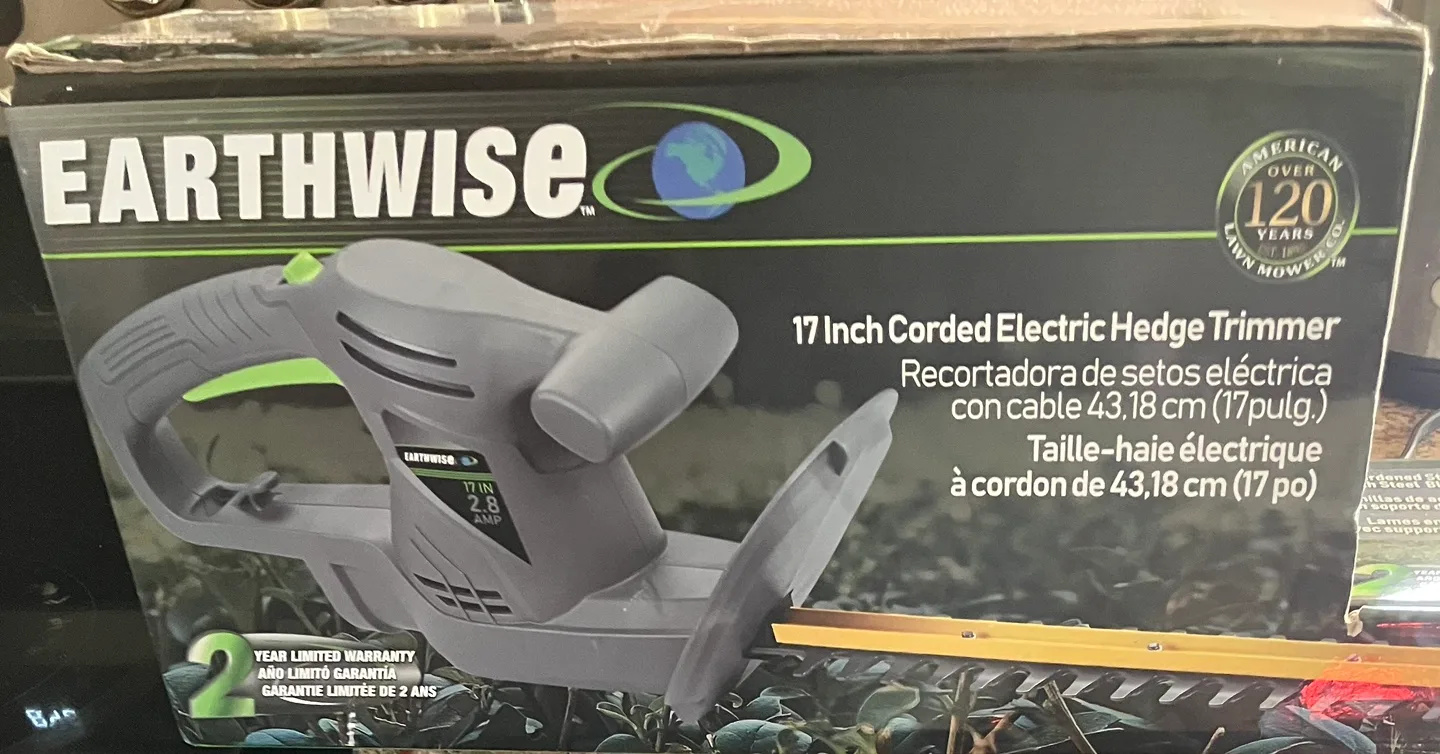 EARTHWISE™
AMERICAN
OVER
120
YEARS
LAWN MOWER CO.™
17 Inch Corded Electric Hedge Trimmer
Recortadora de setos eléctrica
con cable 43,18 cm (17pulg.)
Taille-haie électrique
à cordon de 43,18 cm (17 po)
EARTHWISE
17 IN
2.8
AMP
2 YEAR LIMITED WARRANTY
AÑO LIMITÓ GARANTÍA
GARANTIE LIMITÉE DE 2 ANS